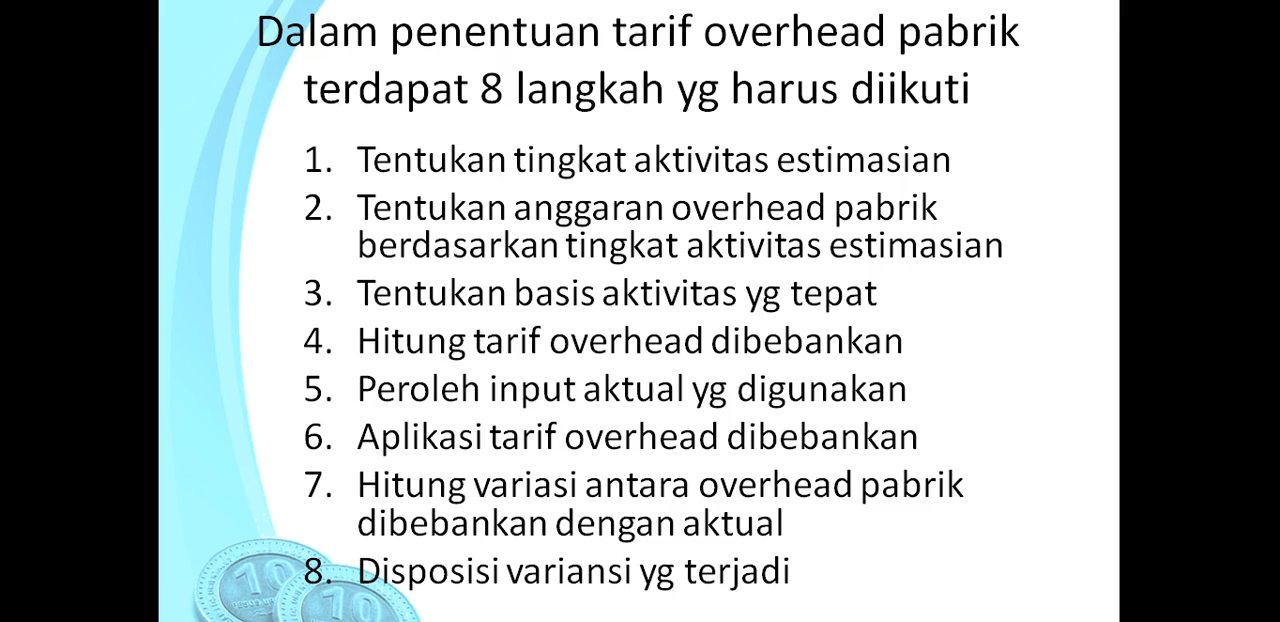 Dalam penentuan tarif overhead pabrik
terdapat 8 langkah yg harus diikuti
1. Tentukan tingkat aktivitas estimasian
2. Tentukan anggaran overhead pabrik
berdasarkan tingkat aktivitas estimasian
3. Tentukan basis aktivitas yg tepat
4. Hitung tarif overhead dibebankan
5. Peroleh input aktual yg digunakan
6. Aplikasi tarif overhead dibebankan
7. Hitung variasi antara overhead pabrik
dibebankan dengan aktual
8. Disposisi variansi yg terjadi
10
10